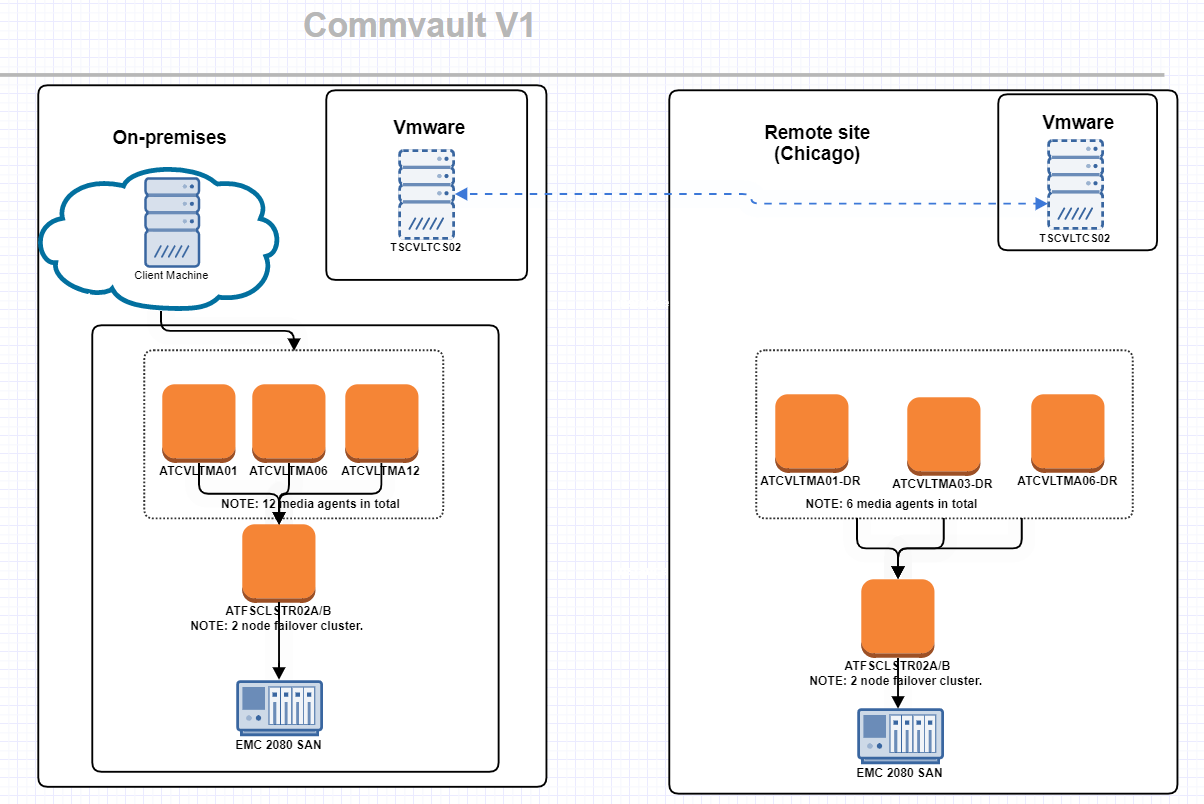 Commvault V1
On-premises
Vmware
TSCVLTCS02
Client Machine
ATCVLTMA01
ATCVLTMA06
ATCVLTMA12
NOTE: 12 media agents in total
ATFSCLSTR02A/B
NOTE: 2 node failover cluster.
EMC 2080 SAN
Remote site
(Chicago)
Vmware
TSCVLTCS02
ATCVLTMA01-DR
ATCVLTMA03-DR
ATCVLTMA06-DR
NOTE: 6 media agents in total
ATFSCLSTR02A/B
NOTE: 2 node failover cluster.
EMC 2080 SAN